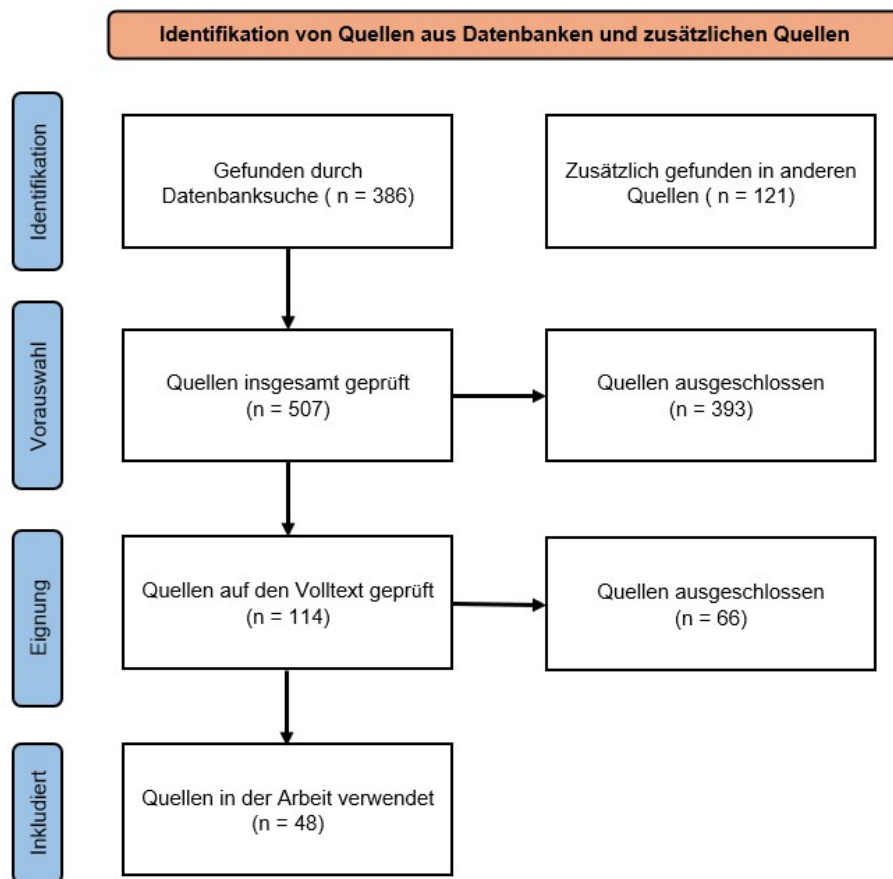 Identifikation von Quellen aus Datenbanken und zusätzlichen Quellen
Identifikation
Gefunden durch
Datenbanksuche ( n = 386)
Zusätzlich gefunden in anderen
Quellen ( n = 121)
Vorauswahl
Quellen insgesamt geprüft
(n = 507)
Quellen ausgeschlossen
(n = 393)
Eignung
Quellen auf den Volltext geprüft
(n = 114)
Quellen ausgeschlossen
(n = 66)
Inkludiert
Quellen in der Arbeit verwendet
(n = 48)